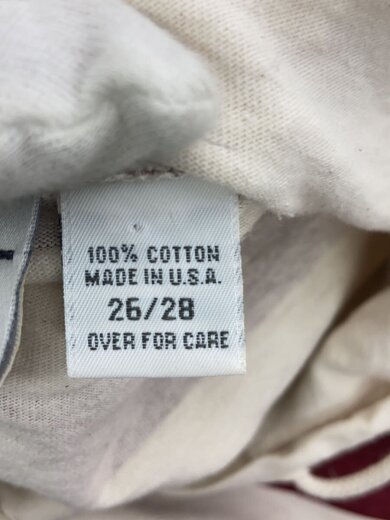 100% COTTON
MADE IN U.S.A.
26/28
OVER FOR CARE